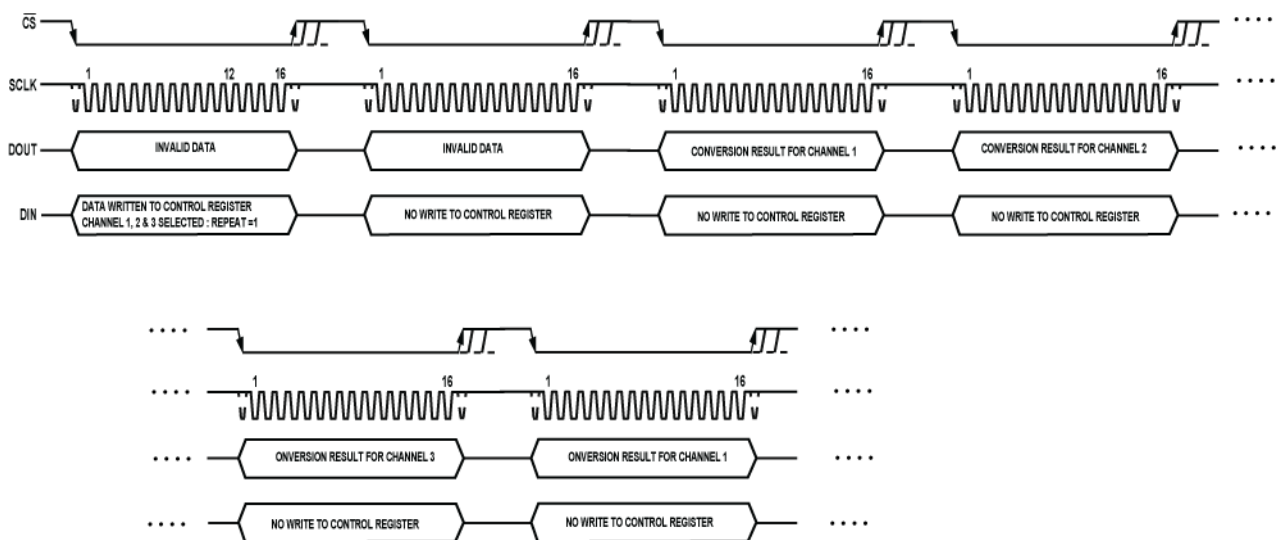 CS
SCLK 1 12 16 1 16 1 16 1 16
DOUT INVALID DATA INVALID DATA CONVERSION RESULT FOR CHANNEL 1 CONVERSION RESULT FOR CHANNEL 2
DIN DATA WRITTEN TO CONTROL REGISTER
CHANNEL 1, 2 & 3 SELECTED : REPEAT =1 NO WRITE TO CONTROL REGISTER NO WRITE TO CONTROL REGISTER NO WRITE TO CONTROL REGISTER
1 16 1 16
ONVERSION RESULT FOR CHANNEL 3 ONVERSION RESULT FOR CHANNEL 1
NO WRITE TO CONTROL REGISTER NO WRITE TO CONTROL REGISTER